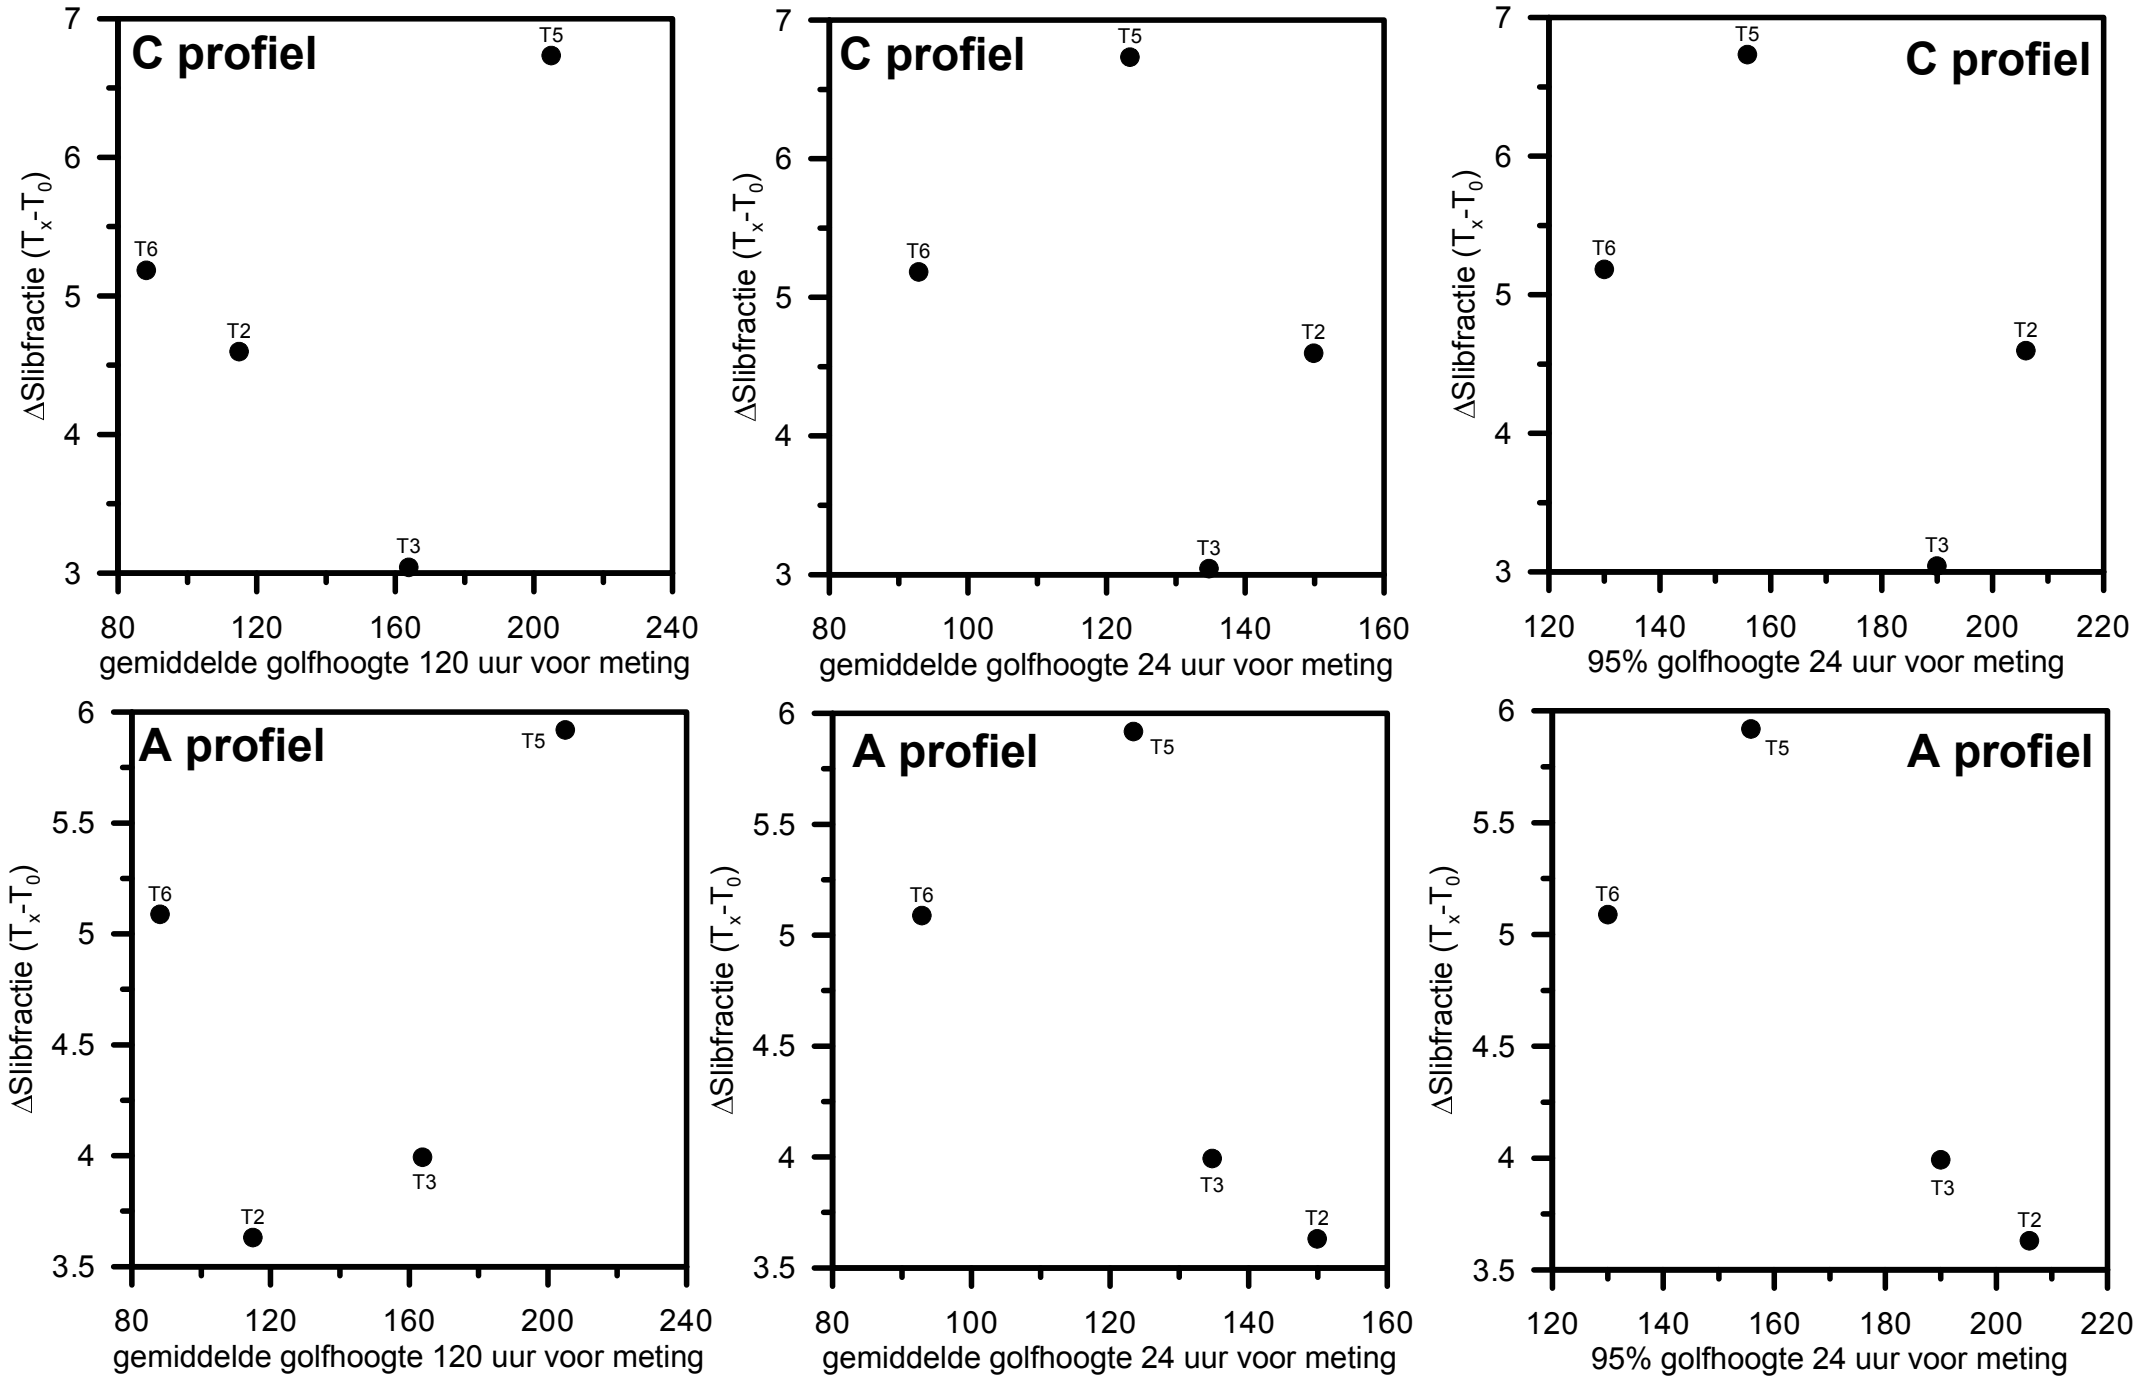 C profiel
7
6
5
4
3
ΔSlibfractie (Tx-T0)
T5
T6
T2
T3
80 120 160 200 240
gemiddelde golfhoogte 120 uur voor meting
C profiel
7
6
5
4
3
ΔSlibfractie (Tx-T0)
T5
T6
T2
T3
80 100 120 140 160
gemiddelde golfhoogte 24 uur voor meting
C profiel
7
6
5
4
3
ΔSlibfractie (Tx-T0)
T5
T6
T2
T3
120 140 160 180 200 220
95% golfhoogte 24 uur voor meting
A profiel
6
5.5
5
4.5
4
3.5
ΔSlibfractie (Tx-T0)
T5
T6
T3
T2
80 120 160 200 240
gemiddelde golfhoogte 120 uur voor meting
A profiel
6
5.5
5
4.5
4
3.5
ΔSlibfractie (Tx-T0)
T5
T6
T3
T2
80 100 120 140 160
gemiddelde golfhoogte 24 uur voor meting
A profiel
6
5.5
5
4.5
4
3.5
ΔSlibfractie (Tx-T0)
T5
T6
T3
T2
120 140 160 180 200 220
95% golfhoogte 24 uur voor meting